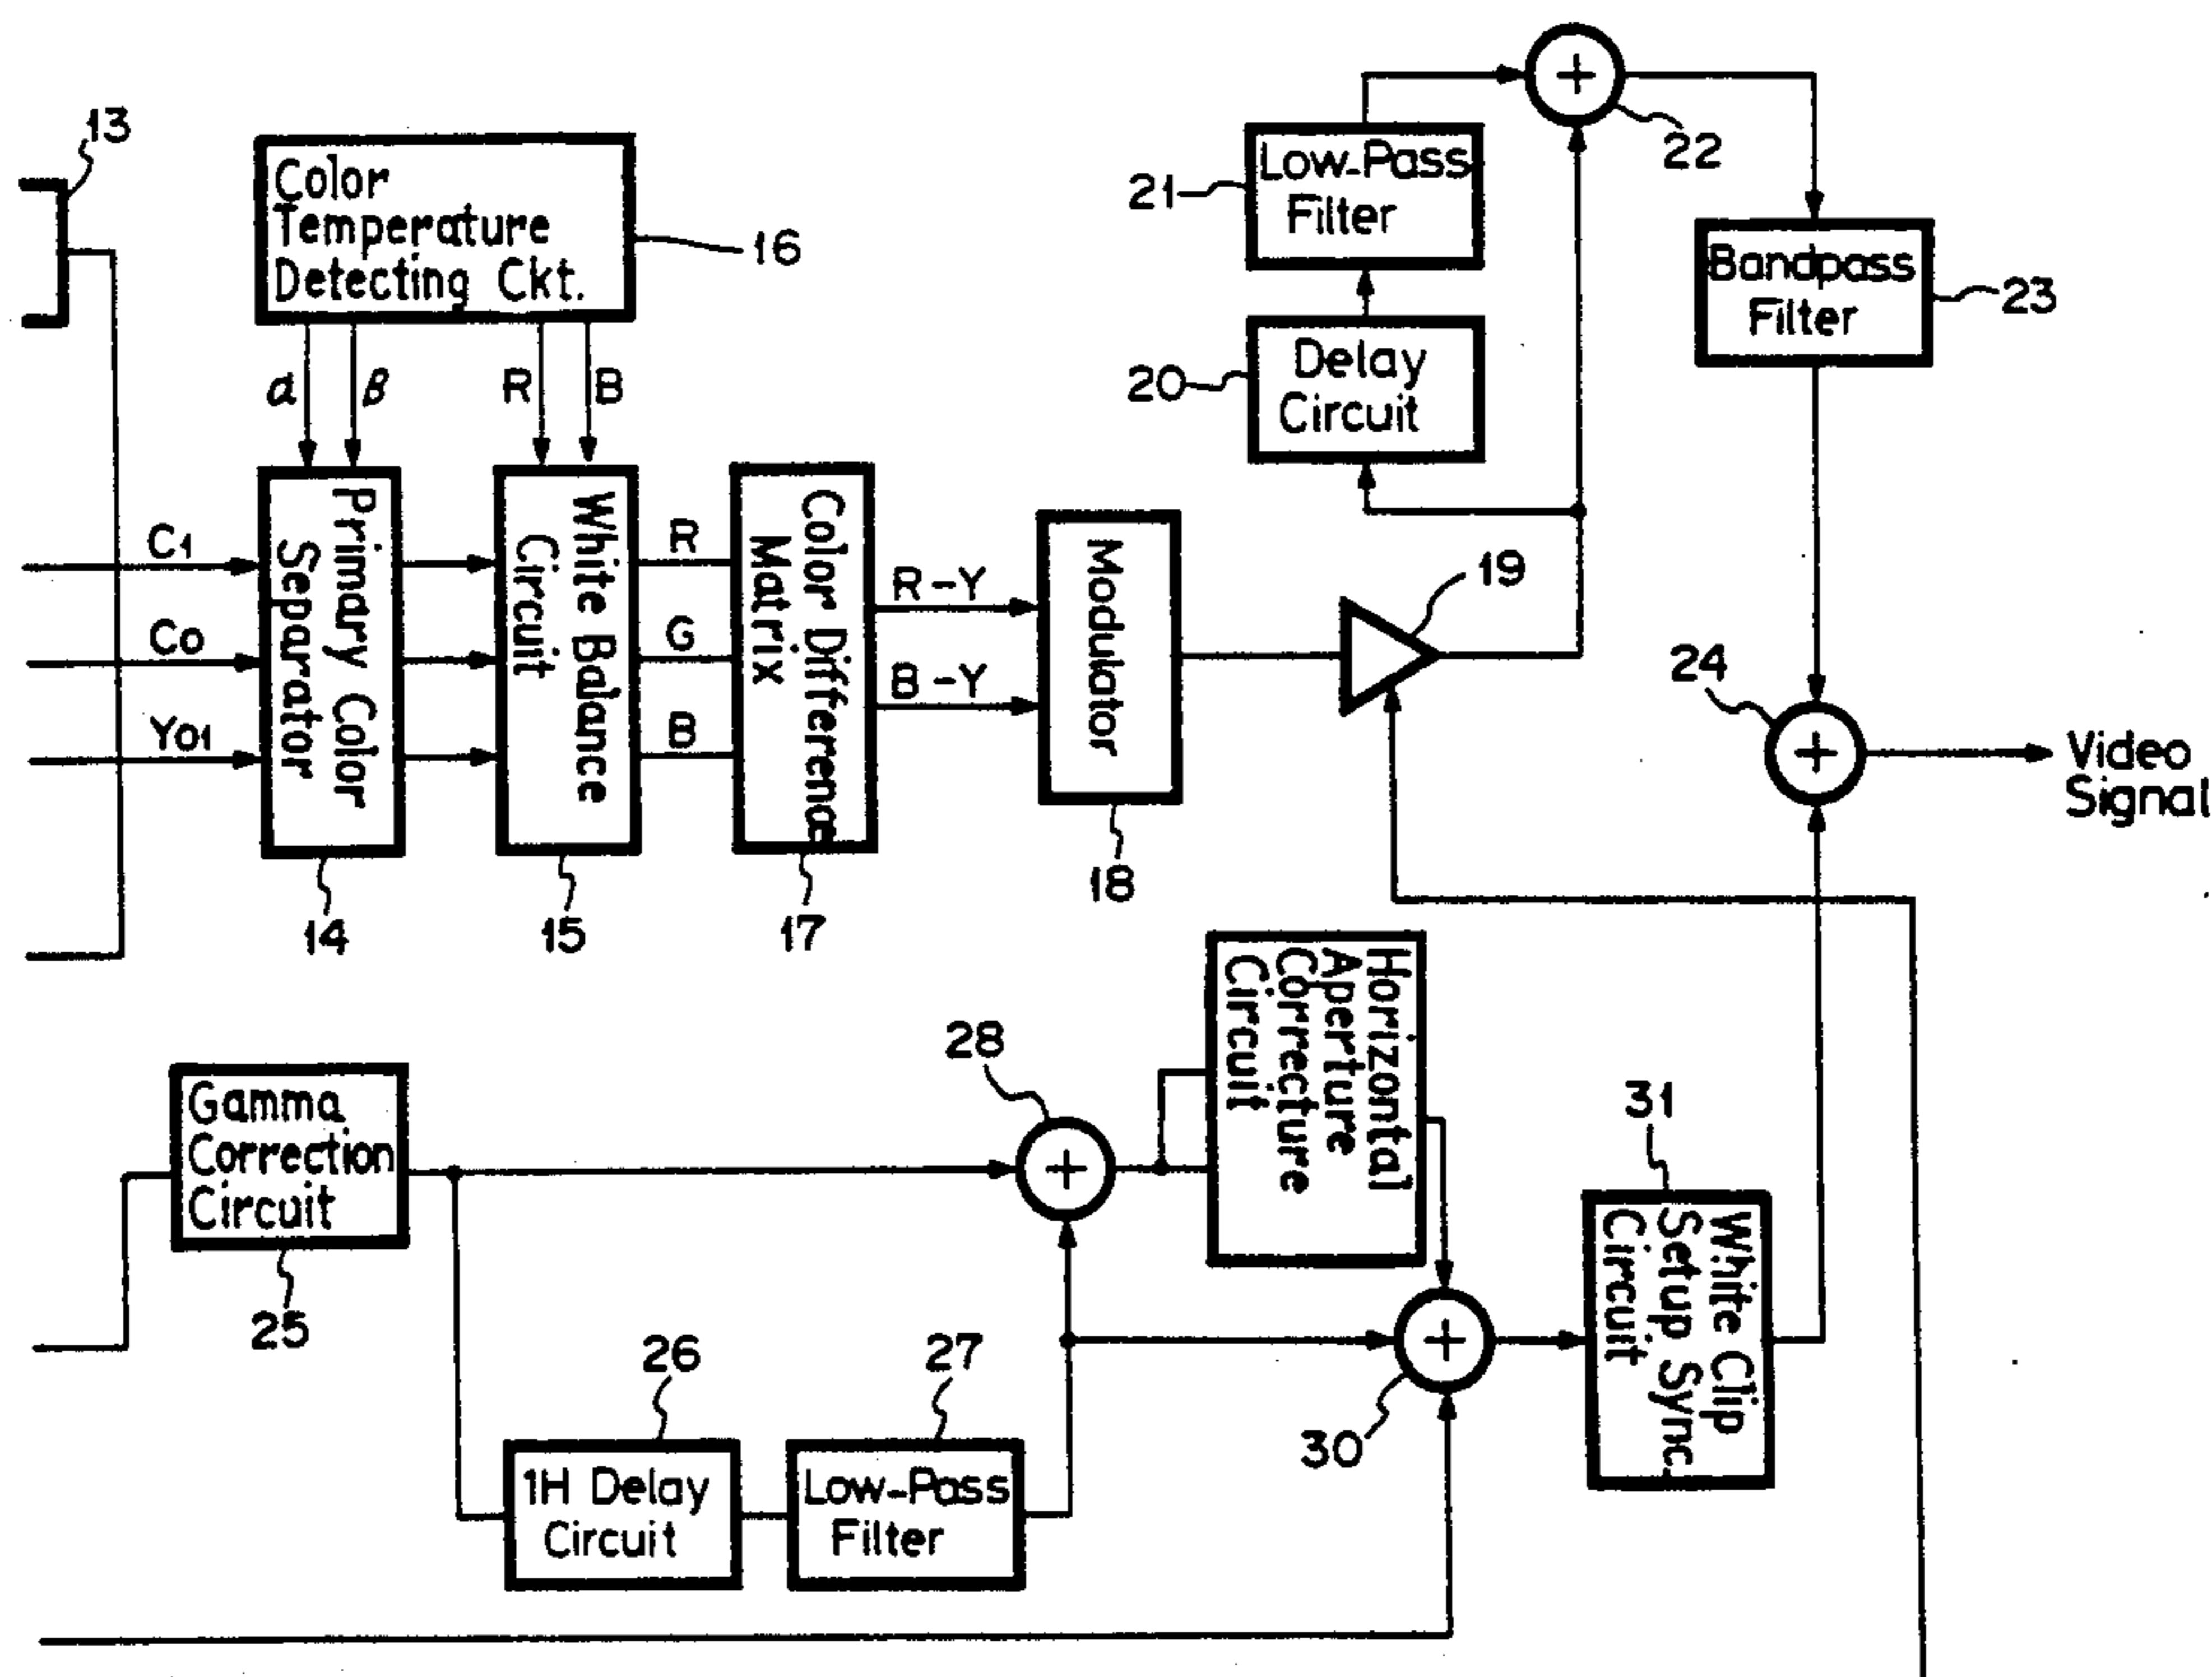 13
Color
Temperature
Detecting Ckt.
16
α
β
R
B
C1
C0
Y01
Primary Color
Separattor
14
White Balance
Circuit
15
R
G
B
Color Difference
Matrix
17
R-Y
B-Y
Modulator
18
19
Delay
Circuit
20
Low-Pass
Filter
21
+
22
Bandpass
Filter
23
24
+
Video
Signal
Gamma
Correction
Circuit
25
1H Delay
Circuit
26
Low-Pass
Filter
27
28
+
Horizontal
Aperture
Correcture
Circuit
+
30
31
White Clip
Setup Sync.
Circuit